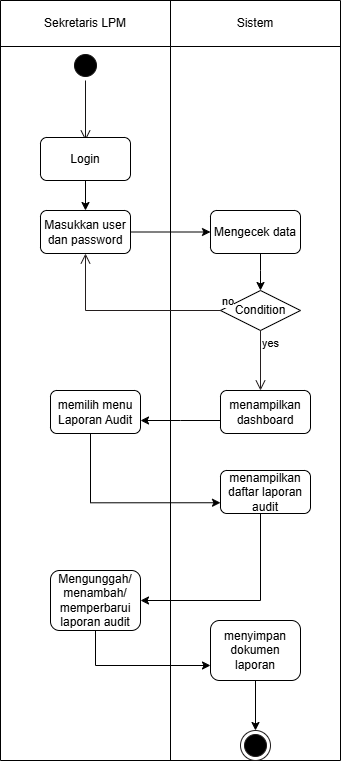 Sekretaris LPM
Sistem
Login
Masukkan user
dan password
Mengecek data
no
Condition
yes
memilih menu
Laporan Audit
menampilkan
dashboard
menampilkan
daftar laporan
audit
Mengunggah/
menambah/
memperbarui
laporan audit
menyimpan
dokumen
laporan